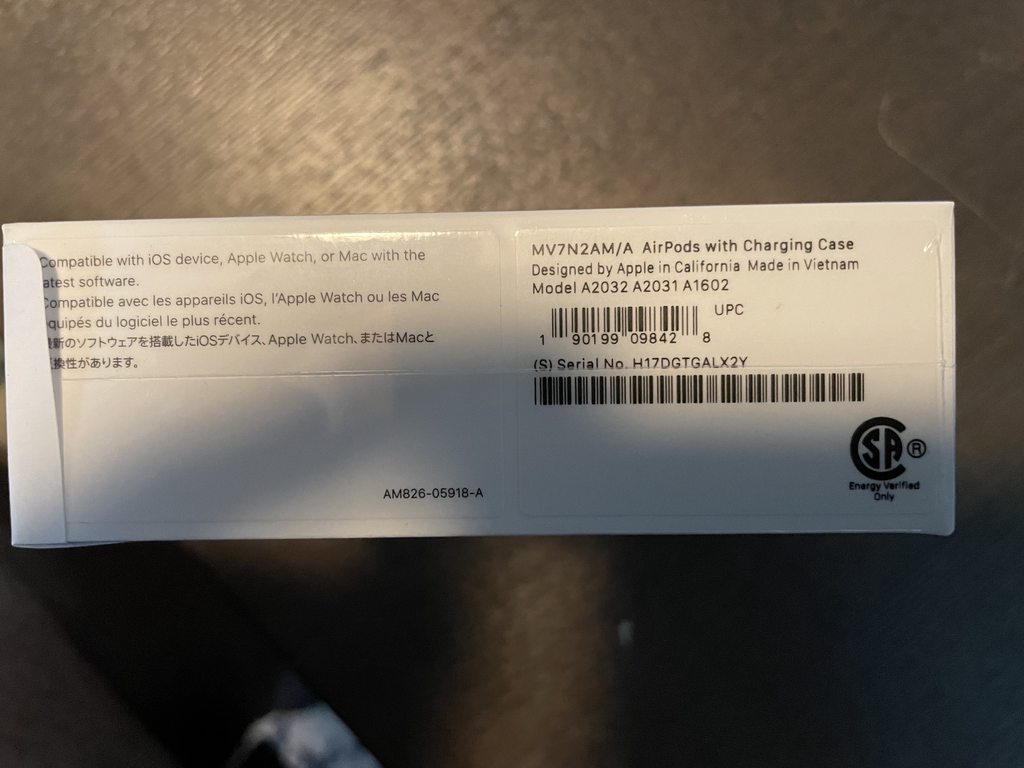 Compatible with iOS device, Apple Watch, or Mac with the
atest software.
Compatible avec les appareils iOS, l'Apple Watch ou les Mac
quipés du logiciel le plus récent.
最新のソフトウェアを搭載したiOSデバイス、Apple Watch、またはMacと
互換性があります。
AM826-05918-A
MV7N2AM/A AirPods with Charging Case
Designed by Apple in California Made in Vietnam
Model A2032 A2031 A1602
UPC
1 90199 09842 8
(S) Serial No. H17DGTGALX2Y
CSA ®
Energy Verified
Only